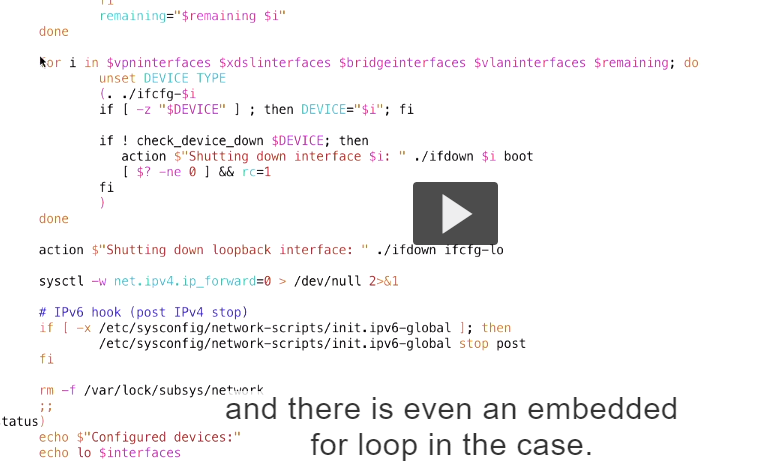 fi
remaining="$remaining $i"
done
for i in $vpninterfaces $xdslinterfaces $bridgeinterfaces $vlaninterfaces $remaining; do
unset DEVICE TYPE
(. ./ifcfg-$i
if [ -z "$DEVICE" ] ; then DEVICE="$i"; fi
if ! check_device_down $DEVICE; then
action $"Shutting down interface $i: " ./ifdown $i boot
[ $? -ne 0 ] && rc=1
fi
)
done
action $"Shutting down loopback interface: " ./ifdown ifcfg-lo
sysctl -w net.ipv4.ip_forward=0 > /dev/null 2>&1
# IPv6 hook (post IPv4 stop)
if [ -x /etc/sysconfig/network-scripts/init.ipv6-global ]; then
/etc/sysconfig/network-scripts/init.ipv6-global stop post
fi
rm -f /var/lock/subsys/network
;;
tatus)
echo $"Configured devices:"
echo lo $interfaces
and there is even an embedded
for loop in the case.